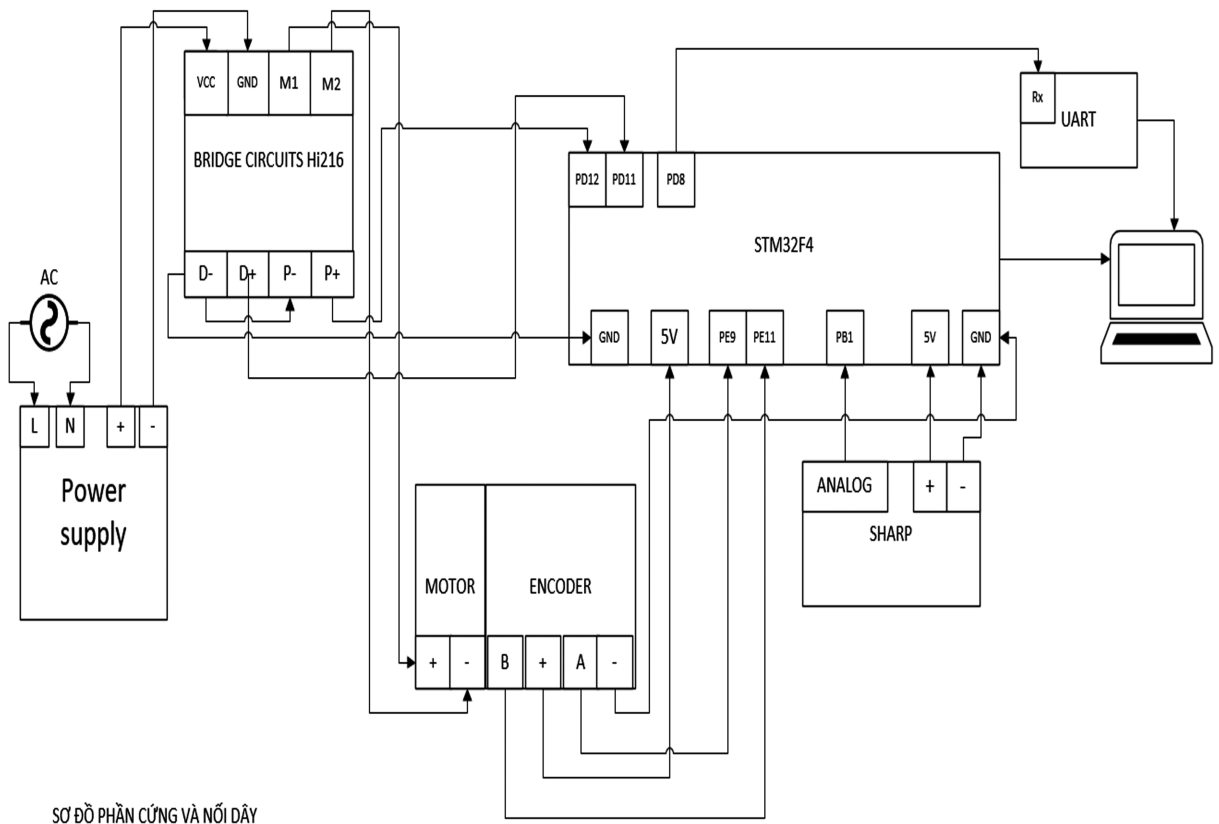 VCC GND M1 M2
BRIDGE CIRCUITS Hi216
D- D+ P- P+
AC
L N + -
Power
supply
Rx
UART
PD12 PD11 PD8
STM32F4
GND 5V PE9 PE11 PB1 5V GND
ANALOG + -
SHARP
MOTOR ENCODER
+ - B + A -
SƠ ĐỒ PHẦN CỨNG VÀ NỐI DÂY